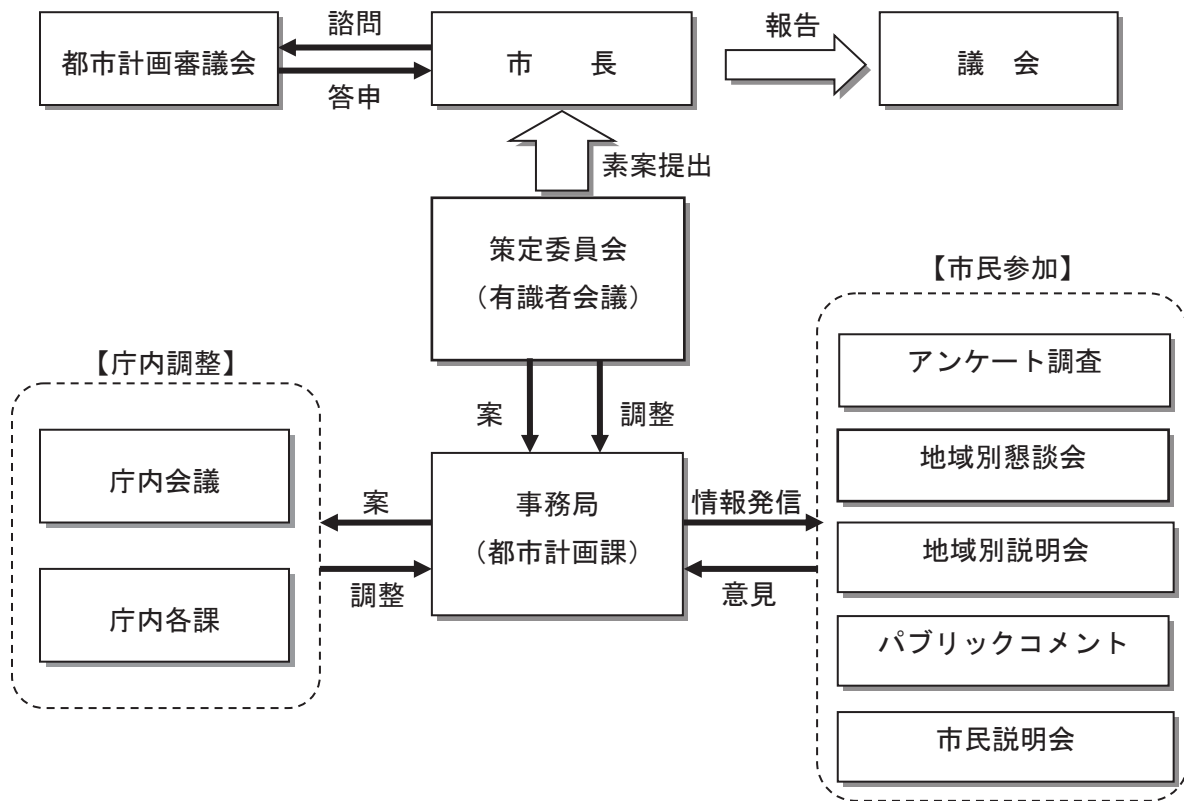 諮問
報告
都市計画審議会
市　　長
議　会
答申
素案提出
策定委員会
（有識者会議）
【市民参加】
【庁内調整】
アンケート調査
案
調整
地域別懇談会
庁内会議
案
事務局
情報発信
（都市計画課）
地域別説明会
調整
意見
庁内各課
パブリックコメント
市民説明会